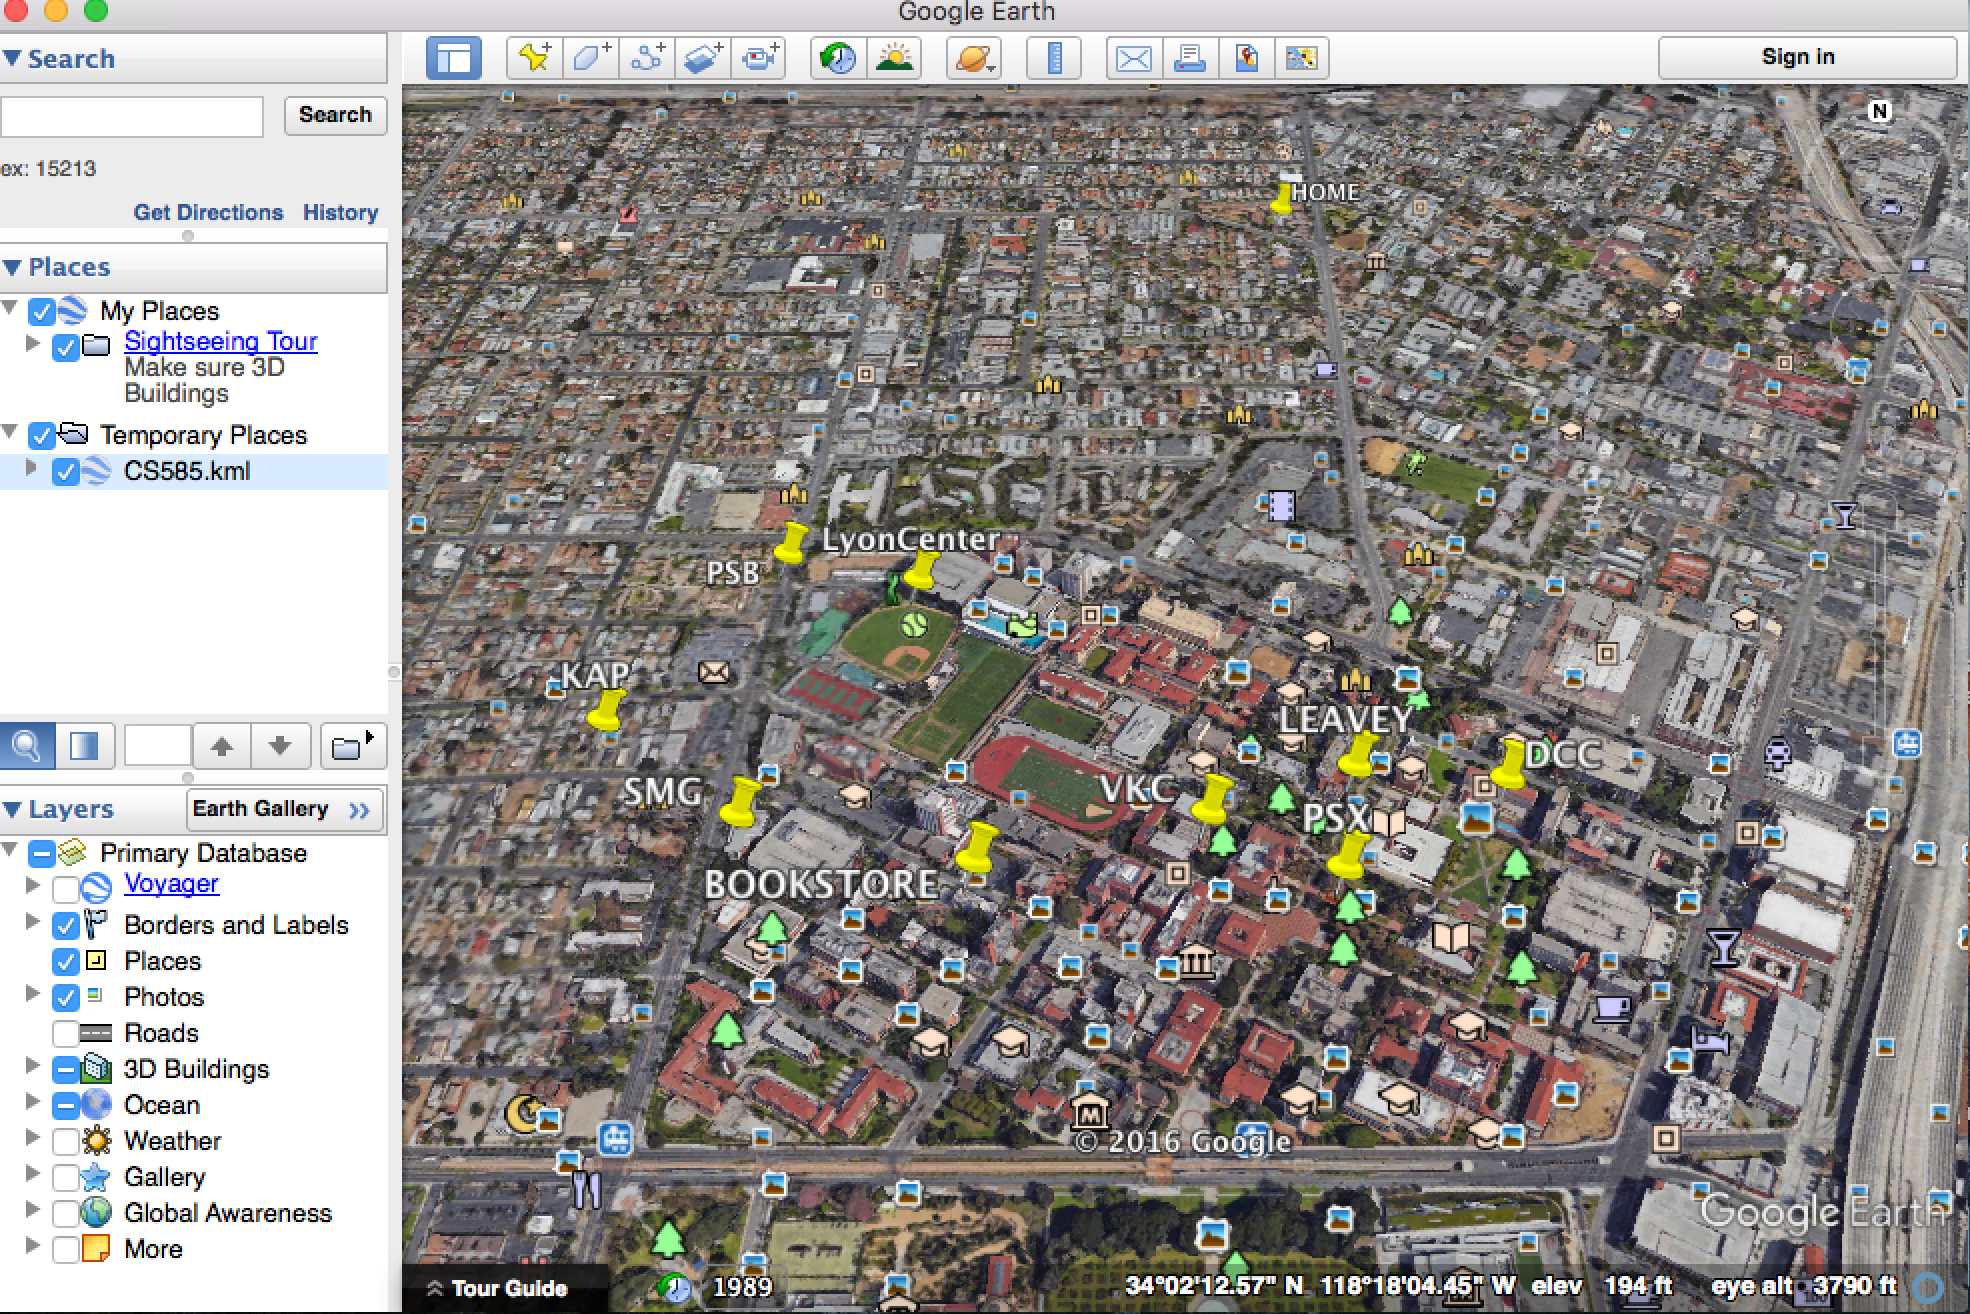 Google Earth
Search
Search
ex: 15213
Get Directions History
Places
My Places
Sightseeing Tour
Make sure 3D
Buildings
Temporary Places
CS585.kml
Layers
Earth Gallery >>
Primary Database
Voyager
Borders and Labels
Places
Photos
Roads
3D Buildings
Ocean
Weather
Gallery
Global Awareness
More
Sign in
N
HOME
LyonCenter
PSB
KAP
LEAVEY
DCC
SMG
VKC
PSX
BOOKSTORE
M
© 2016 Google
Google Earth
Tour Guide
1989
34°02'12.57" N 118°18'04.45" W elev 194 ft eye alt 3790 ft